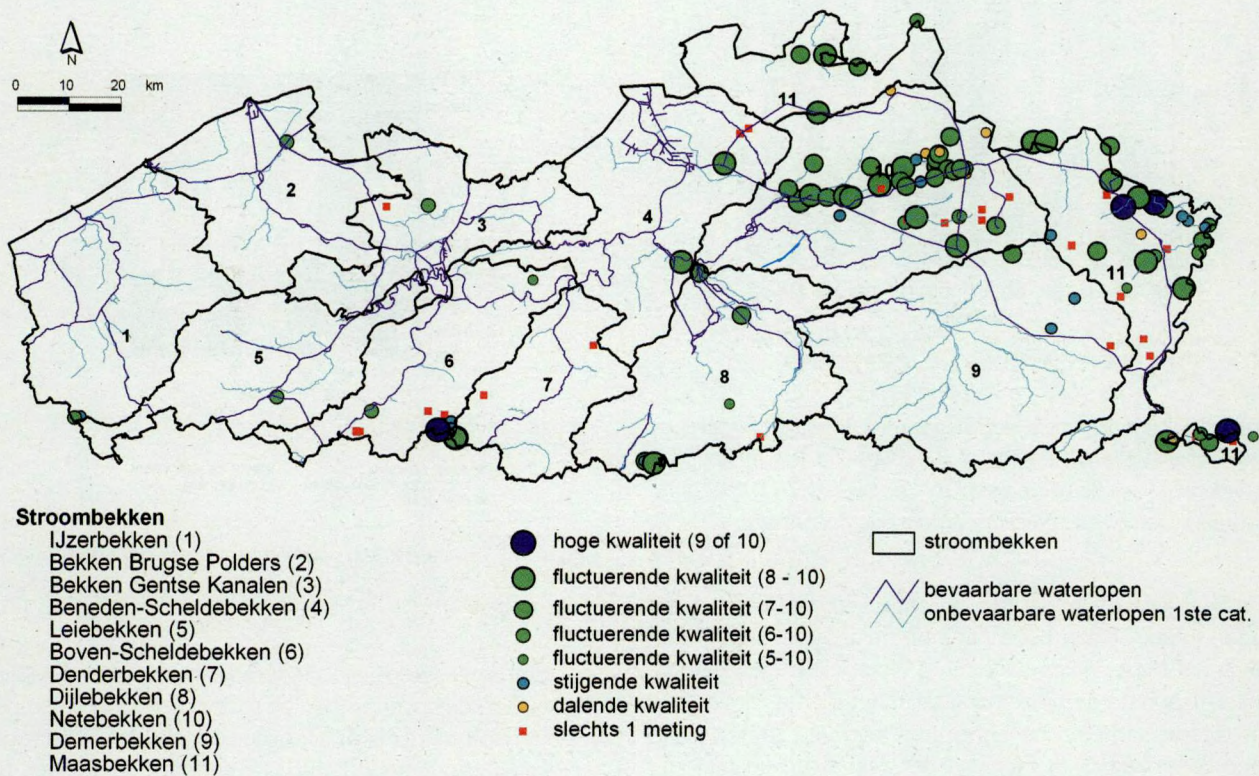 N
0 10 20 km
11
2
3
4
11
1
5
6
7
8
9
11
Stroombekken
IJzerbekken (1)
Bekken Brugse Polders (2)
Bekken Gentse Kanalen (3)
Beneden-Scheldebekken (4)
Leiebekken (5)
Boven-Scheldebekken (6)
Denderbekken (7)
Dijlebekken (8)
Netebekken (10)
Demerbekken (9)
Maasbekken (11)
hoge kwaliteit (9 of 10)
fluctuerende kwaliteit (8 - 10)
fluctuerende kwaliteit (7-10)
fluctuerende kwaliteit (6-10)
fluctuerende kwaliteit (5-10)
stijgende kwaliteit
dalende kwaliteit
slechts 1 meting
stroombekken
bevaarbare waterlopen
onbevaarbare waterlopen 1ste cat.